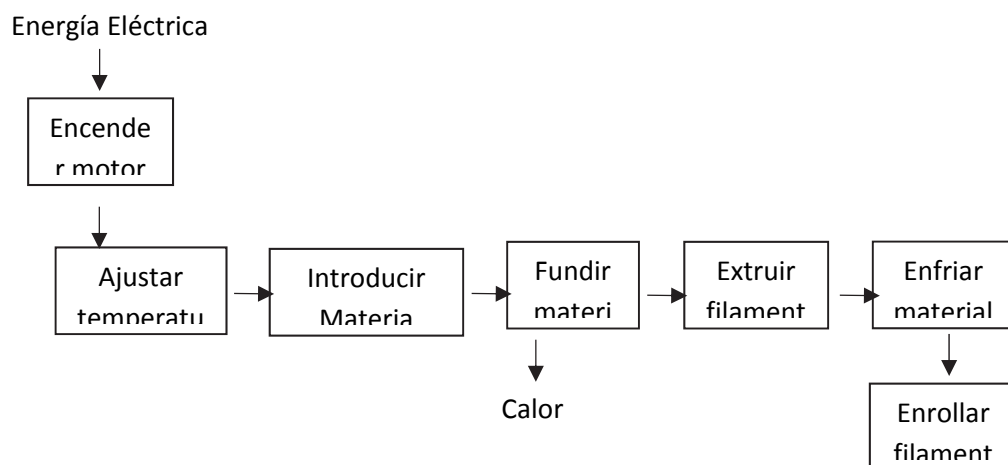 Energía Eléctrica
Encende
r motor
Ajustar
temperatu
Introducir
Materia
Fundir
materi
Extruir
filament
Enfriar
material
Calor
Enrollar
filament